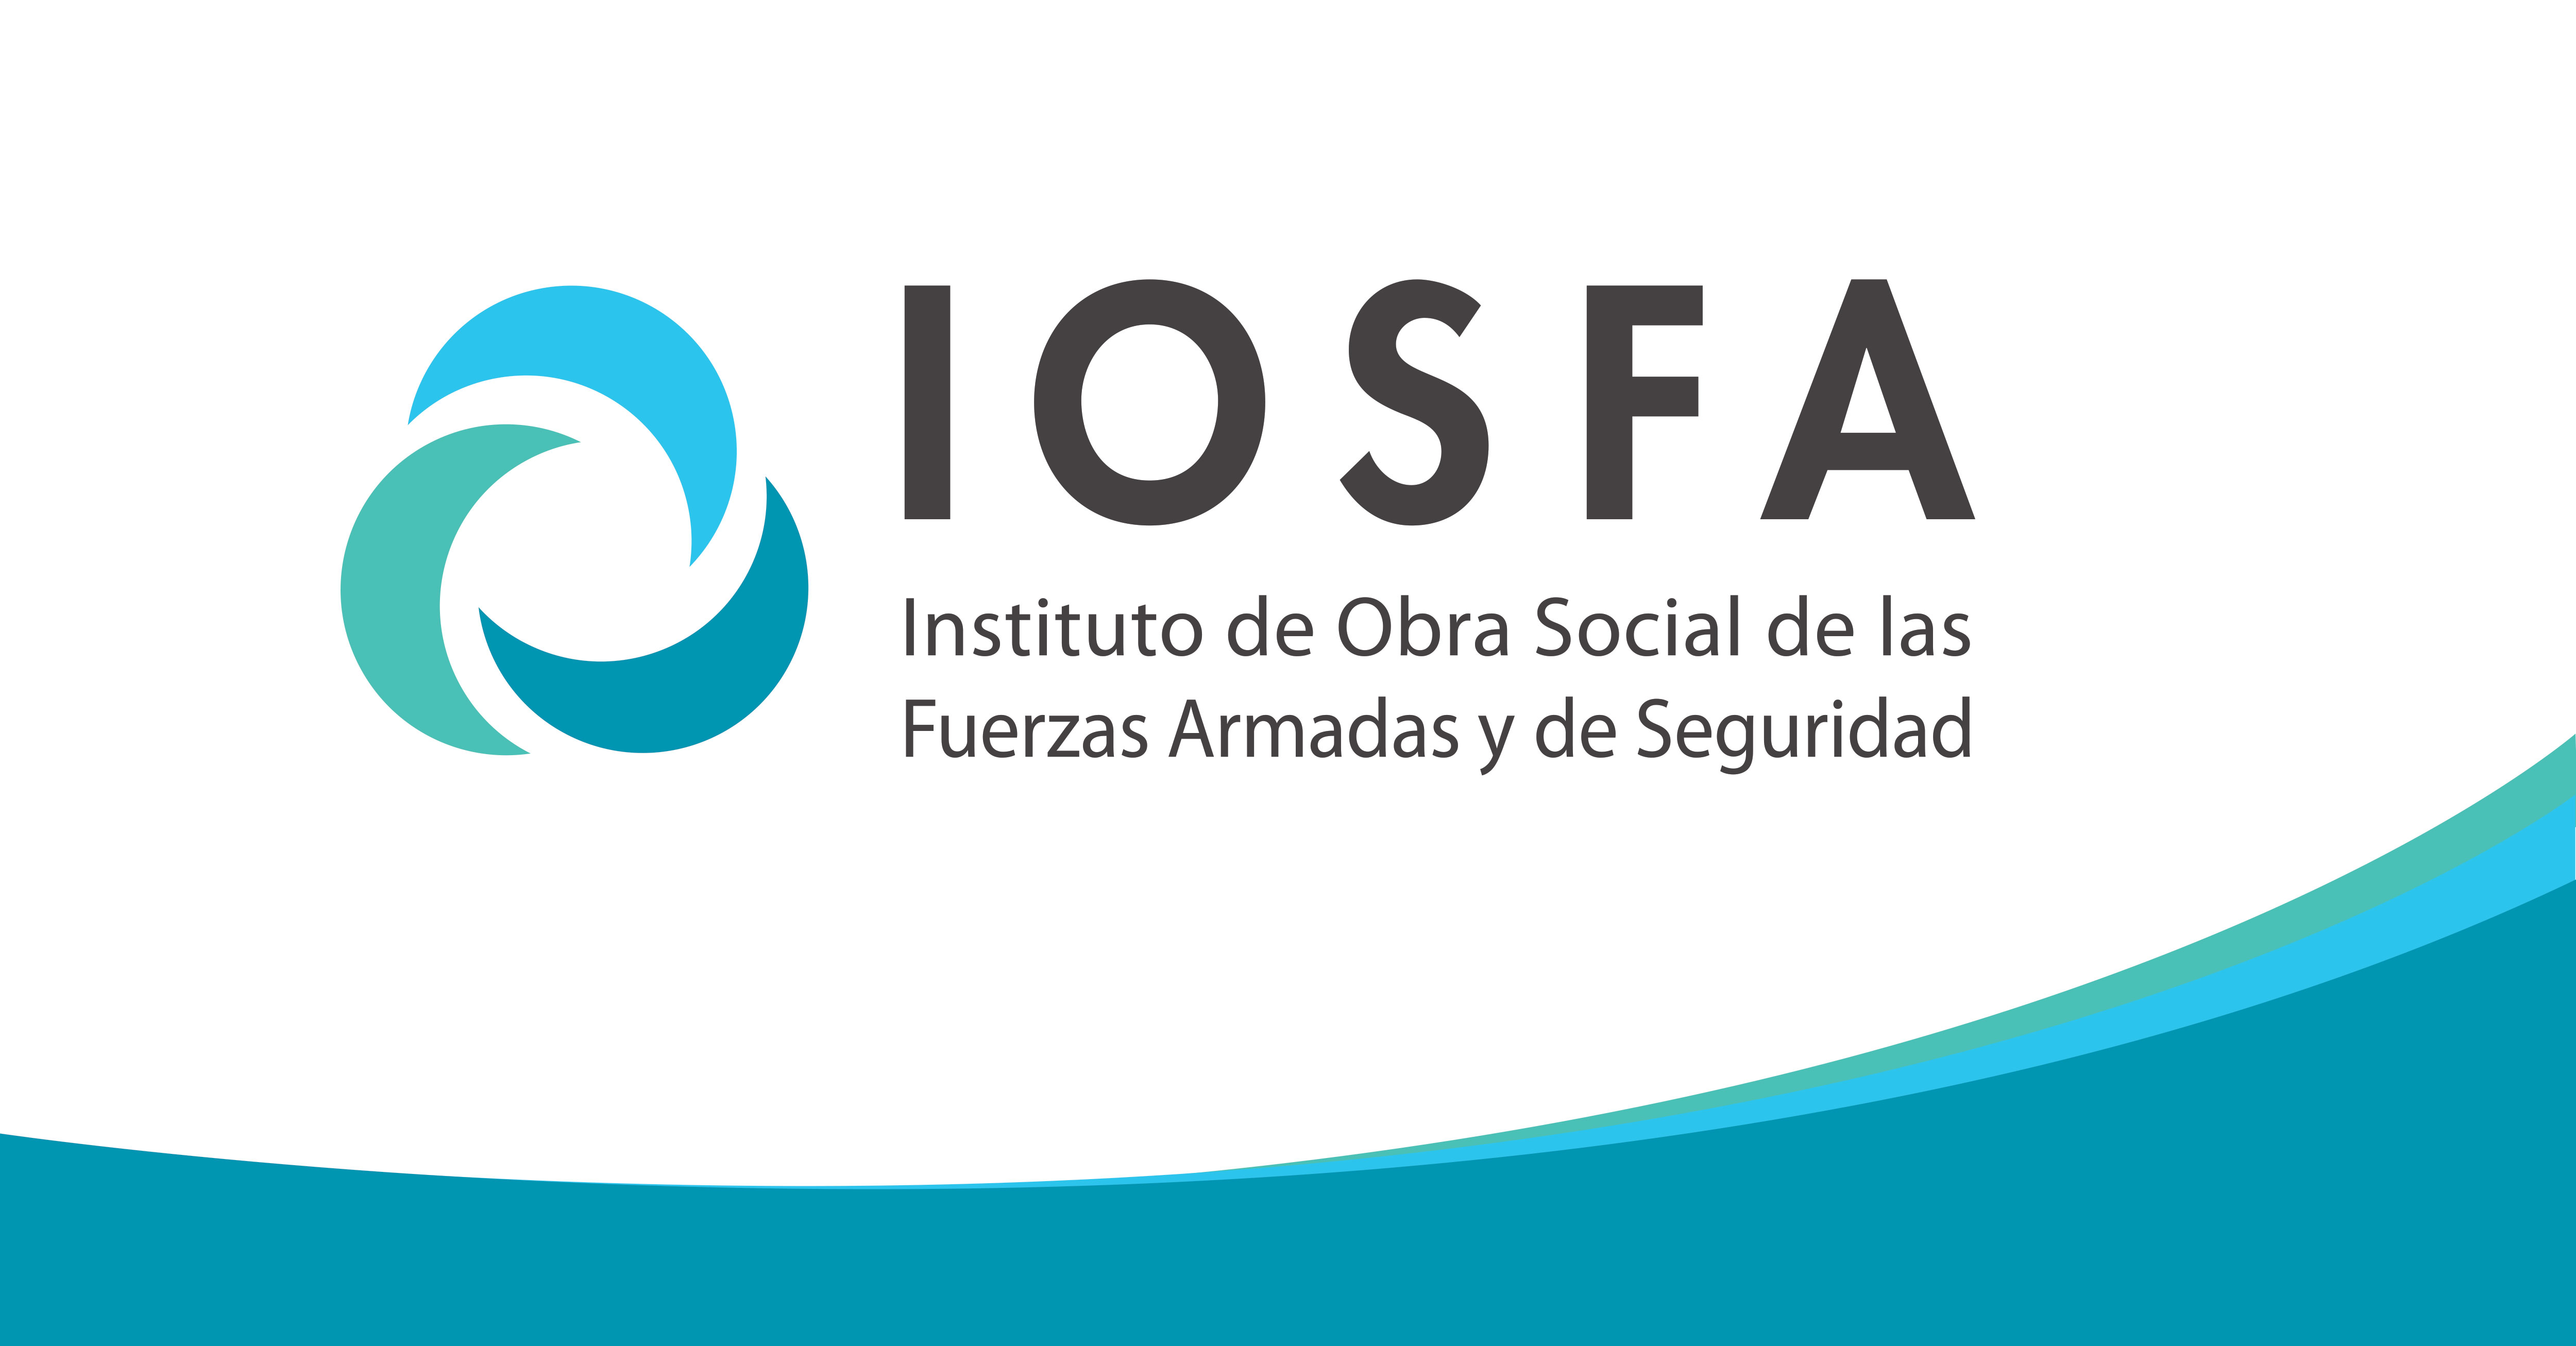 IOSFA
Instituto de Obra Social de las
Fuerzas Armadas y de Seguridad